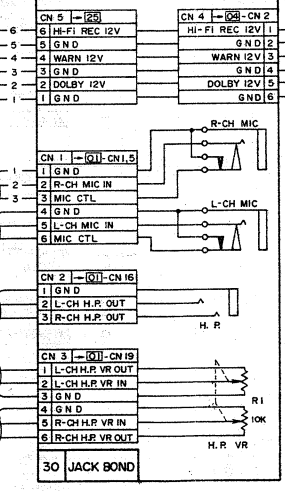 CN 5 → 25
6 6 Hi-Fi REC 12V
5 5 GND
4 4 WARN 12V
3 3 GND
2 2 DOLBY 12V
1 1 GND
CN 4 → 04-CN 2
Hi-Fi REC 12V 1
GND 2
WARN 12V 3
GND 4
DOLBY 12V 5
GND 6
R-CH MIC
CN 1 → 01-CN1,5
1 1 GND
2 2 R-CH MIC IN
3 3 MIC CTL
4 GND
5 L-CH MIC IN
6 MIC CTL
L-CH MIC
CN 2 → 01-CN16
1 GND
2 L-CH H.P. OUT
3 R-CH H.P. OUT
H. P.
CN 3 → 01-CN19
1 L-CH H.P. VR OUT
2 L-CH H.P. VR IN
3 GND
4 GND
5 R-CH H.P. VR IN
6 R-CH H.P. VR OUT
R1
10K
H.P. VR
30 JACK BOND